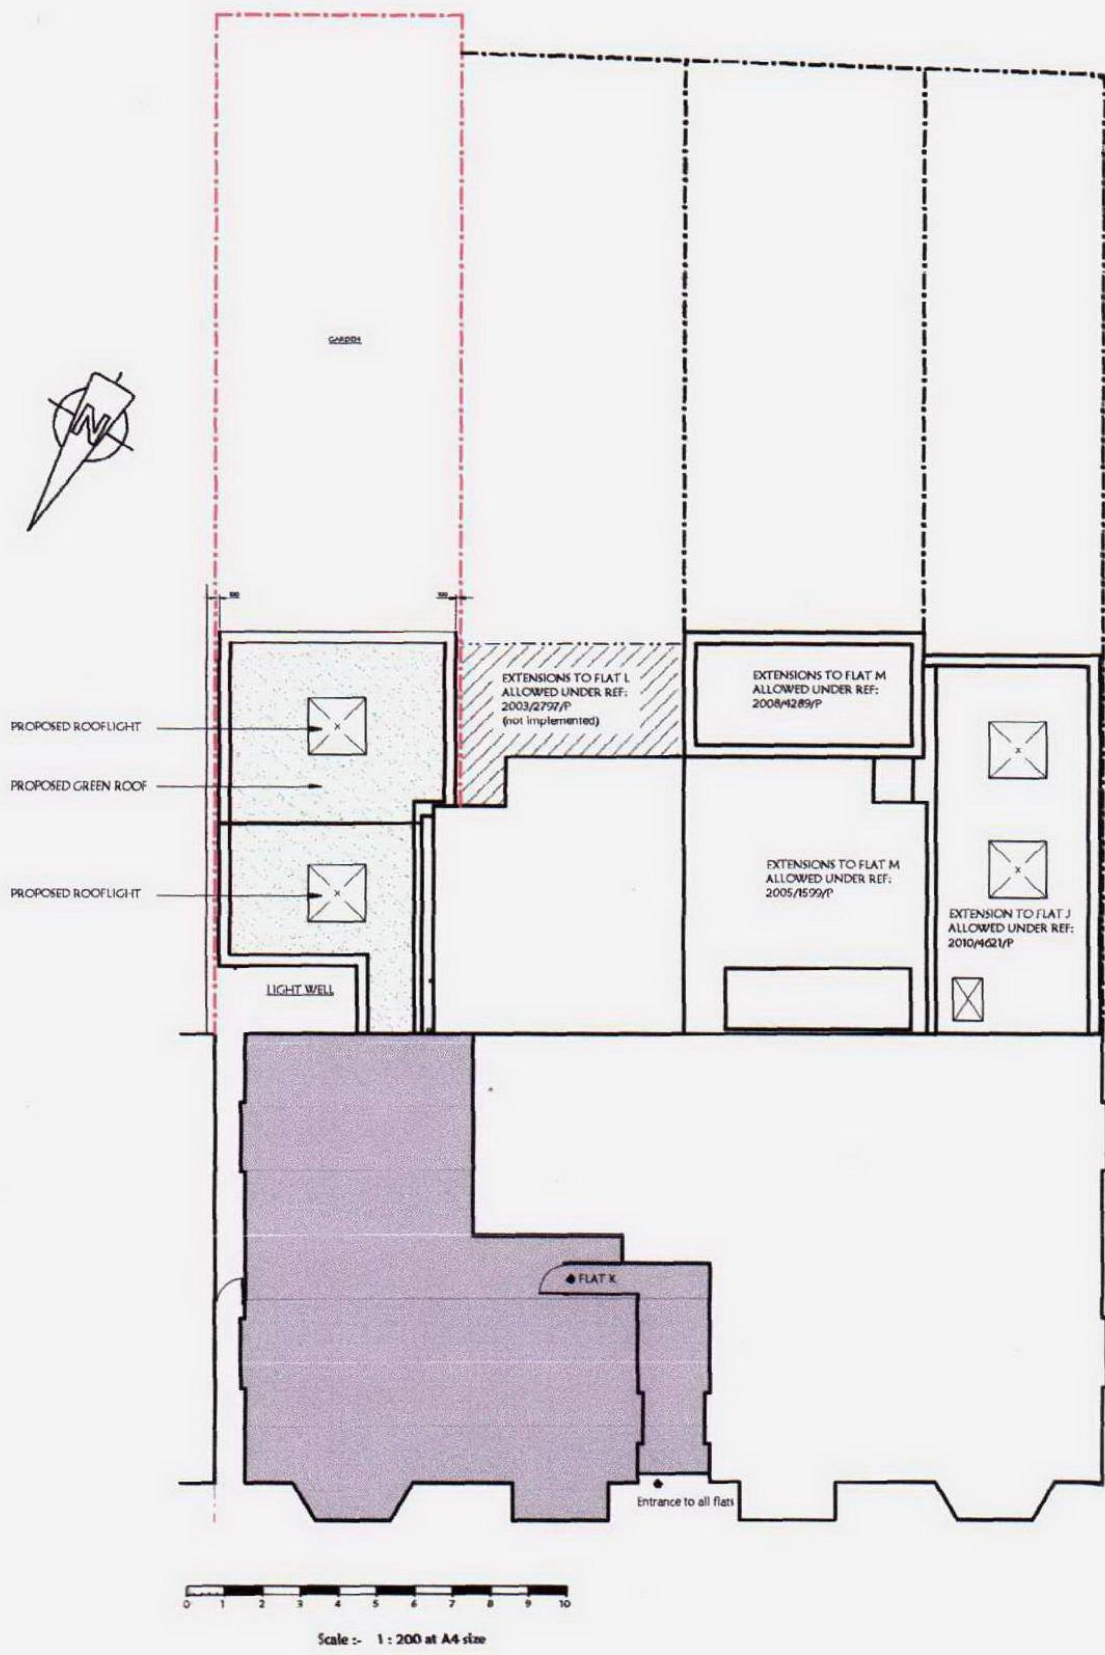 GARDEN
N
300
EXTENSIONS TO FLAT L
ALLOWED UNDER REF:
2003/2797/P
(not implemented)
EXTENSIONS TO FLAT M
ALLOWED UNDER REF:
2008/4289/P
PROPOSED ROOFLIGHT
PROPOSED GREEN ROOF
PROPOSED ROOFLIGHT
EXTENSIONS TO FLAT M
ALLOWED UNDER REF:
2005/1599/P
EXTENSION TO FLAT J
ALLOWED UNDER REF:
2010/4621/P
LIGHT WELL
FLAT K
Entrance to all flats
0 1 2 3 4 5 6 7 8 9 10
Scale :- 1 : 200 at A4 size